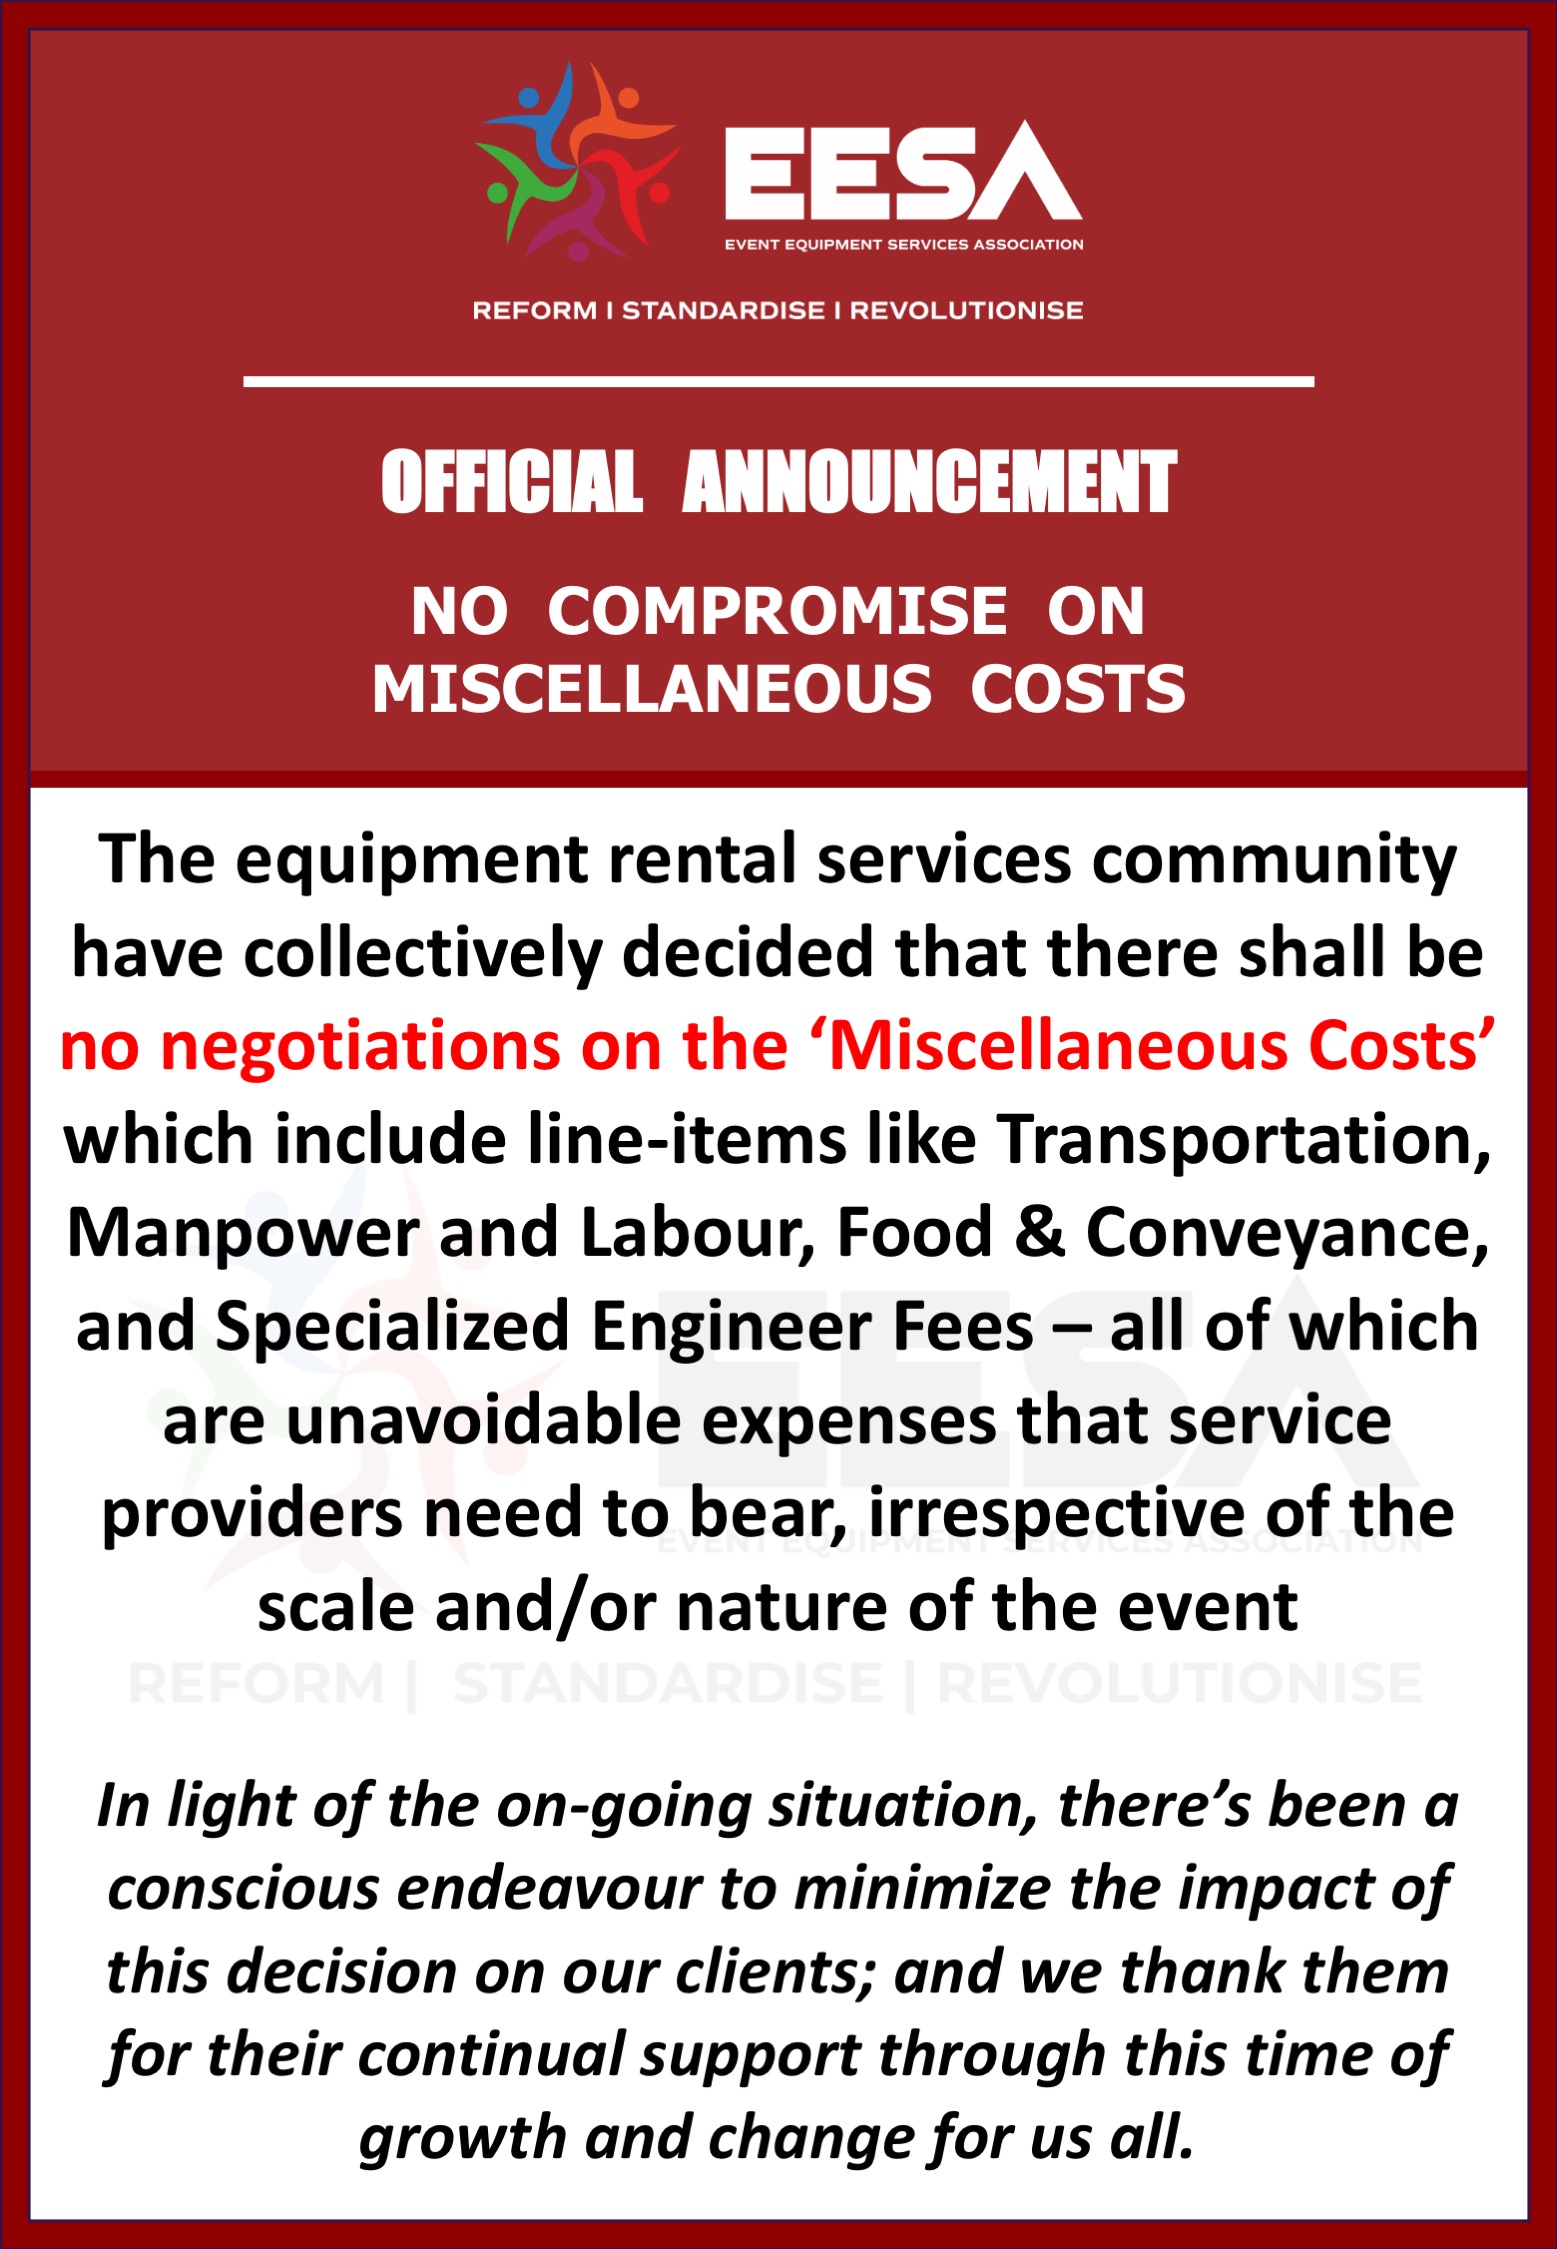 EESA
EVENT EQUIPMENT SERVICES ASSOCIATION
REFORM | STANDARDISE | REVOLUTIONISE
OFFICIAL ANNOUNCEMENT
NO COMPROMISE ON
MISCELLANEOUS COSTS
The equipment rental services community
have collectively decided that there shall be
no negotiations on the ‘Miscellaneous Costs’
which include line-items like Transportation,
Manpower and Labour, Food & Conveyance,
and Specialized Engineer Fees – all of which
are unavoidable expenses that service
providers need to bear, irrespective of the
scale and/or nature of the event
EESA
EVENT EQUIPMENT SERVICES ASSOCIATION
REFORM | STANDARDISE | REVOLUTIONISE
In light of the on-going situation, there’s been a
conscious endeavour to minimize the impact of
this decision on our clients; and we thank them
for their continual support through this time of
growth and change for us all.